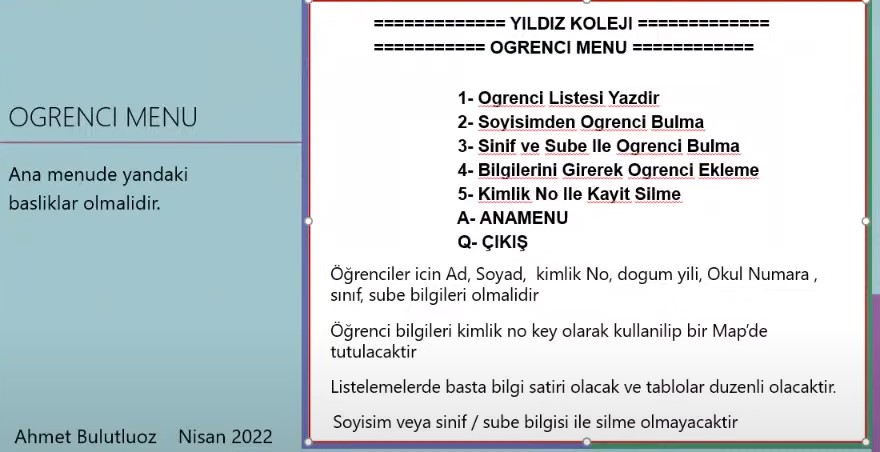 OGRENCI MENU
Ana menude yandaki
basliklar olmalidir.
Ahmet Bulutluoz Nisan 2022
============= YILDIZ KOLEJI =============
=========== OGRENCI MENU ============
1- Ogrenci Listesi Yazdir
2- Soyisimden Ogrenci Bulma
3- Sinif ve Sube Ile Ogrenci Bulma
4- Bilgilerini Girerek Ogrenci Ekleme
5- Kimlik No Ile Kayit Silme
A- ANAMENU
Q- ÇIKIŞ
Öğrenciler icin Ad, Soyad, kimlik No, dogum yili, Okul Numara ,
sınıf, sube bilgileri olmalidir
Öğrenci bilgileri kimlik no key olarak kullanilip bir Map’de
tutulacaktir
Listelemelerde basta bilgi satiri olacak ve tablolar duzenli olacaktir.
Soyisim veya sinif / sube bilgisi ile silme olmayacaktir